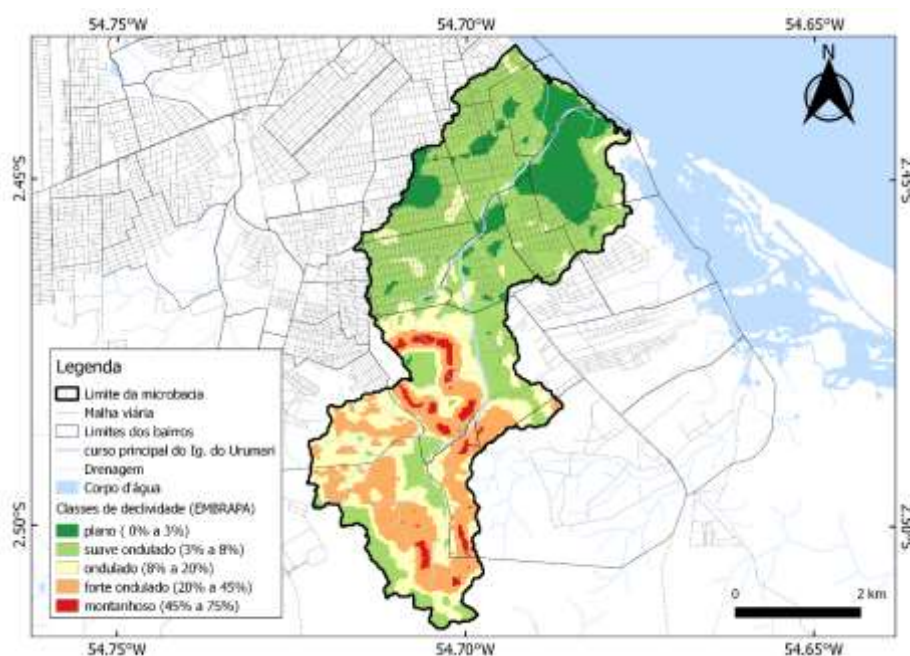 54.75°W 54.70°W 54.65°W
N
2.45°S 2.45°S
Legenda
Limite da microbacia
Malha viária
Limites dos bairros
curso principal do Ig. do Urumari
Drenagem
Corpo d'água
Classes de declividade (EMBRAPA)
plano ( 0% a 3%)
suave ondulado (3% a 8%)
ondulado (8% a 20%)
forte ondulado (20% a 45%)
montanhoso (45% a 75%)
2.50°S 2.50°S
0 2 km
54.75°W 54.70°W 54.65°W